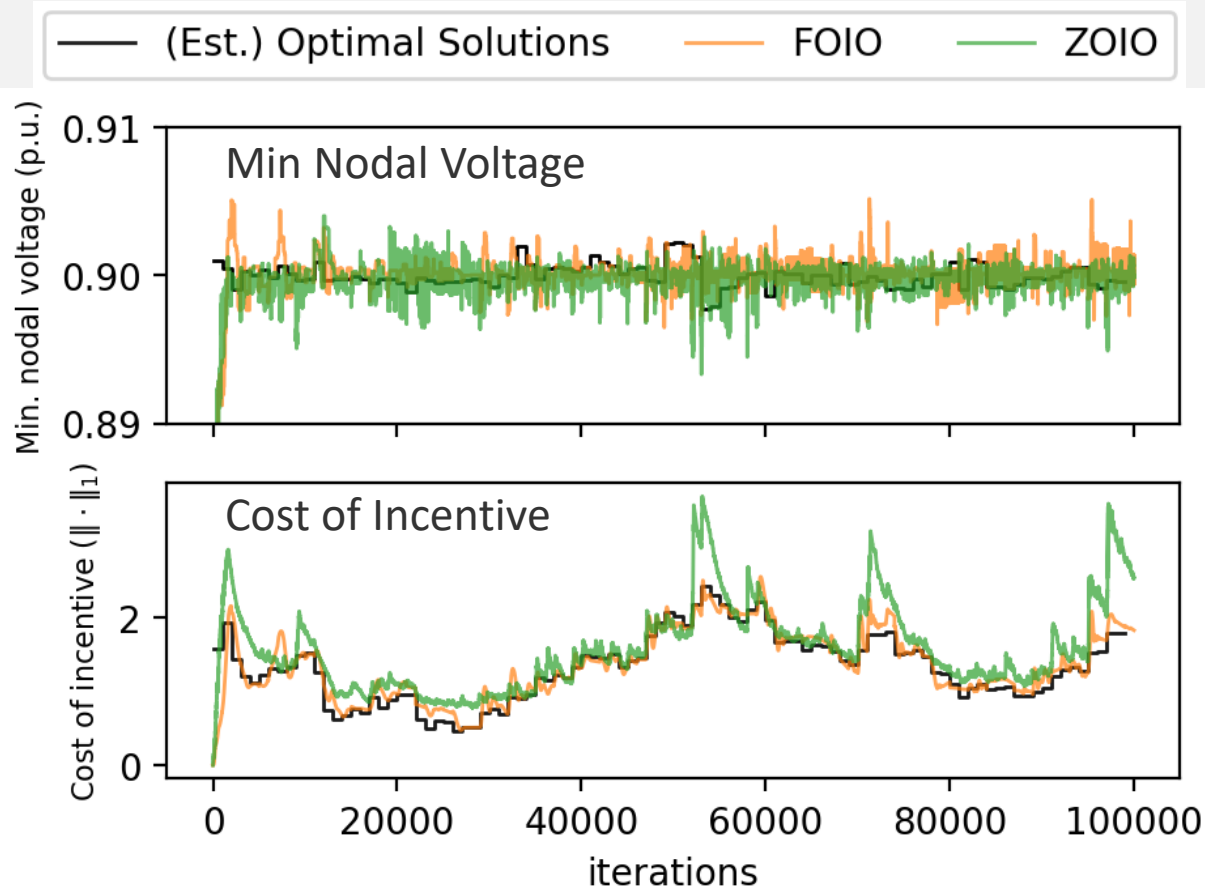 (Est.) Optimal Solutions FOIO ZOIO
Min. nodal voltage (p.u.)
0.91
0.90
0.89
Min Nodal Voltage
Cost of incentive (‖ · ‖₁)
2
0
Cost of Incentive
0 20000 40000 60000 80000 100000
iterations